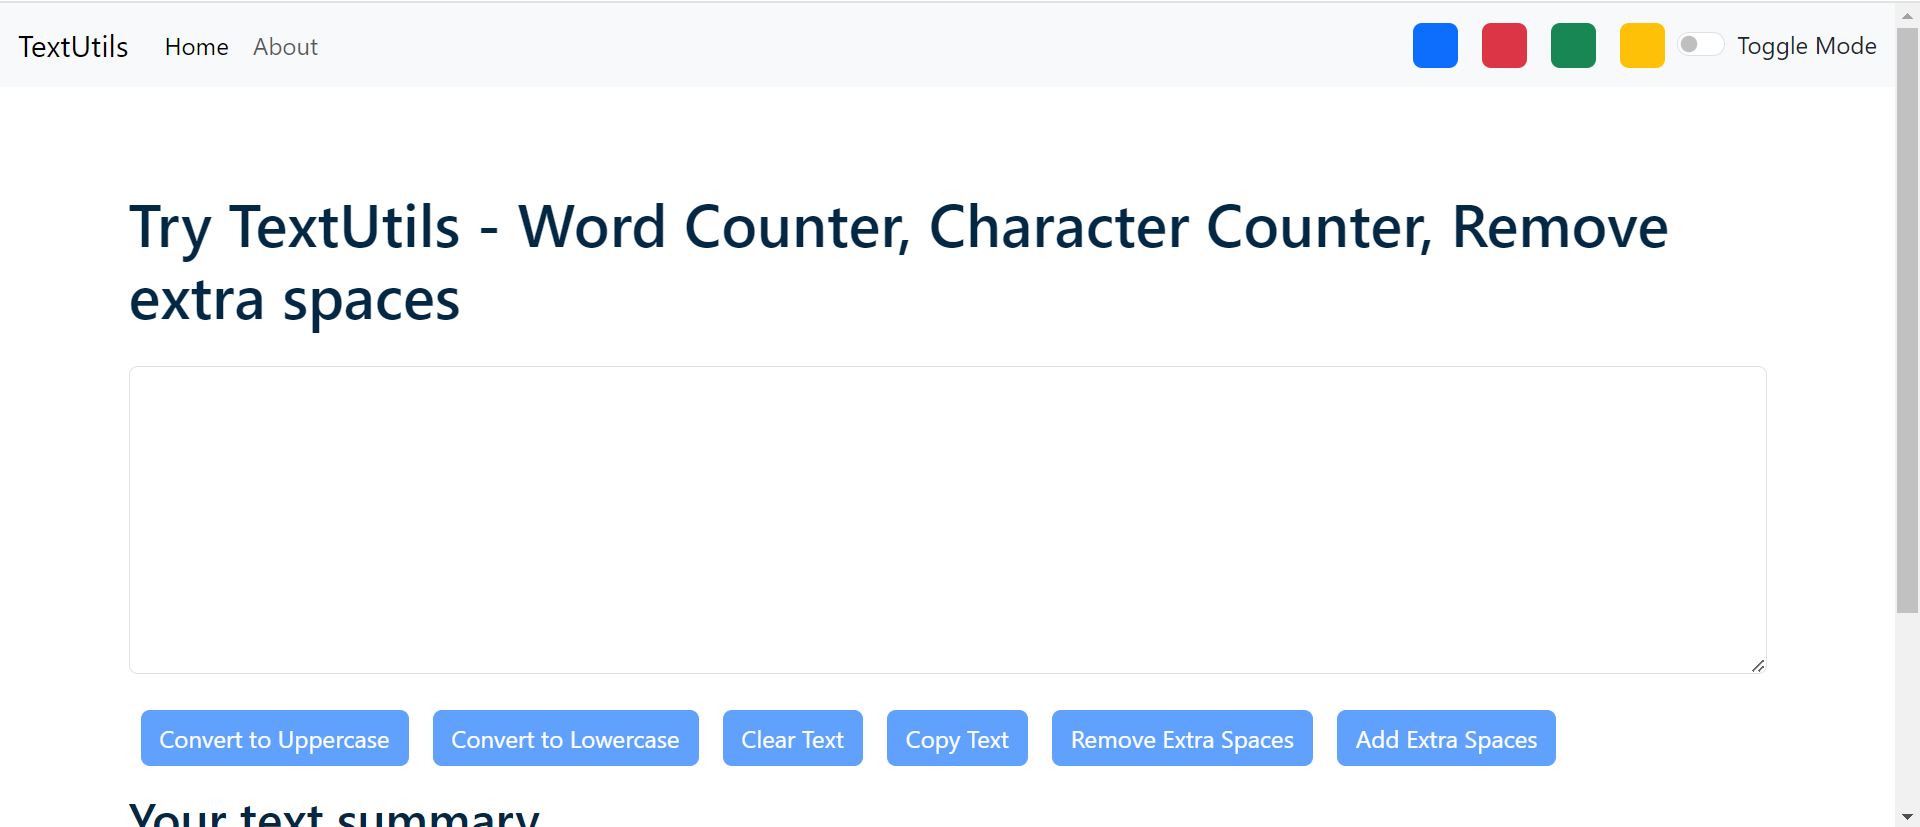 TextUtils Home About Toggle Mode
Try TextUtils - Word Counter, Character Counter, Remove
extra spaces
Convert to Uppercase Convert to Lowercase Clear Text Copy Text Remove Extra Spaces Add Extra Spaces
Your text summary